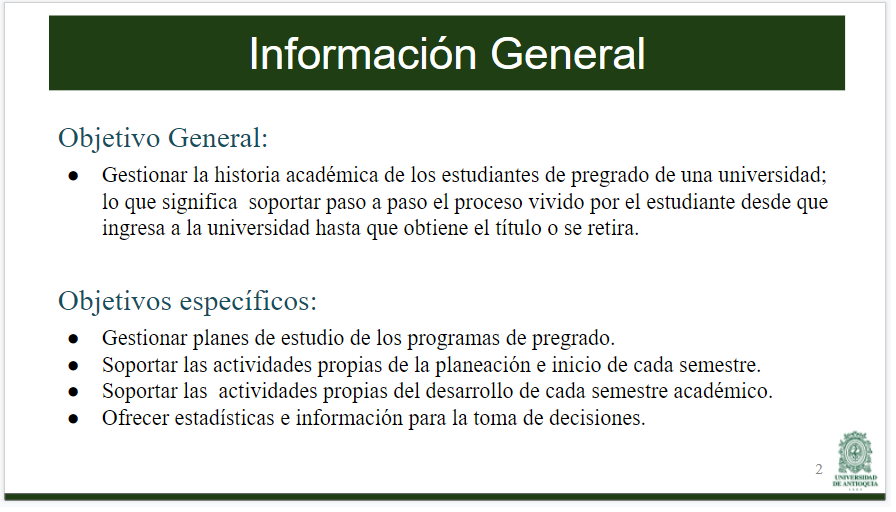 Información General
Objetivo General:
● Gestionar la historia académica de los estudiantes de pregrado de una universidad;
lo que significa  soportar paso a paso el proceso vivido por el estudiante desde que
ingresa a la universidad hasta que obtiene el título o se retira.
Objetivos específicos:
● Gestionar planes de estudio de los programas de pregrado.
● Soportar las actividades propias de la planeación e inicio de cada semestre.
● Soportar las  actividades propias del desarrollo de cada semestre académico.
● Ofrecer estadísticas e información para la toma de decisiones.
2
UNIVERSIDAD
DE ANTIOQUIA